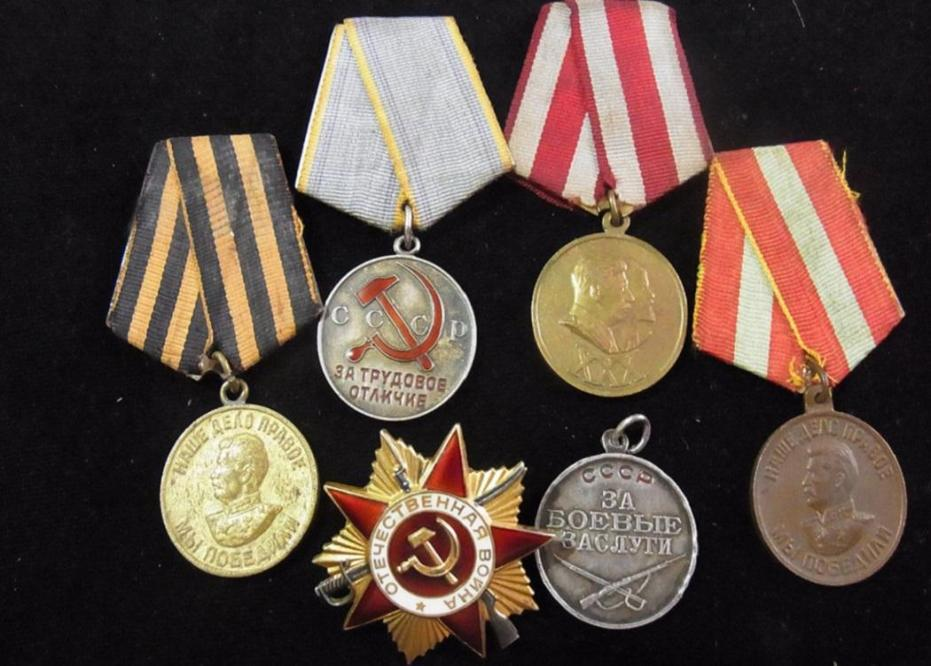 СССР
ЗА ТРУДОВОЕ
ОТЛИЧИЕ
XXX
НАШЕ ДЕЛО ПРАВОЕ
МЫ ПОБЕДИЛИ
ОТЕЧЕСТВЕННАЯ ВОЙНА
СССР
ЗА
БОЕВЫЕ
ЗАСЛУГИ
НАШЕ ДЕЛО ПРАВОЕ
МЫ ПОБЕДИЛИ